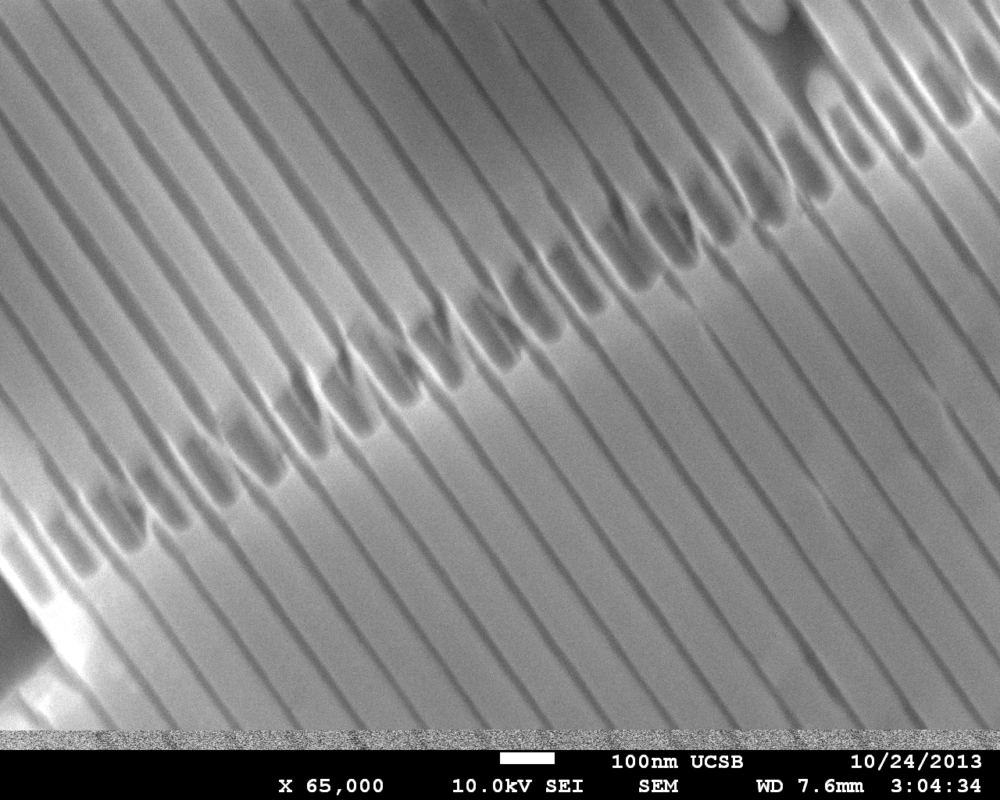 100nm UCSB 10/24/2013
X 65,000 10.0kV SEI SEM WD 7.6mm 3:04:34